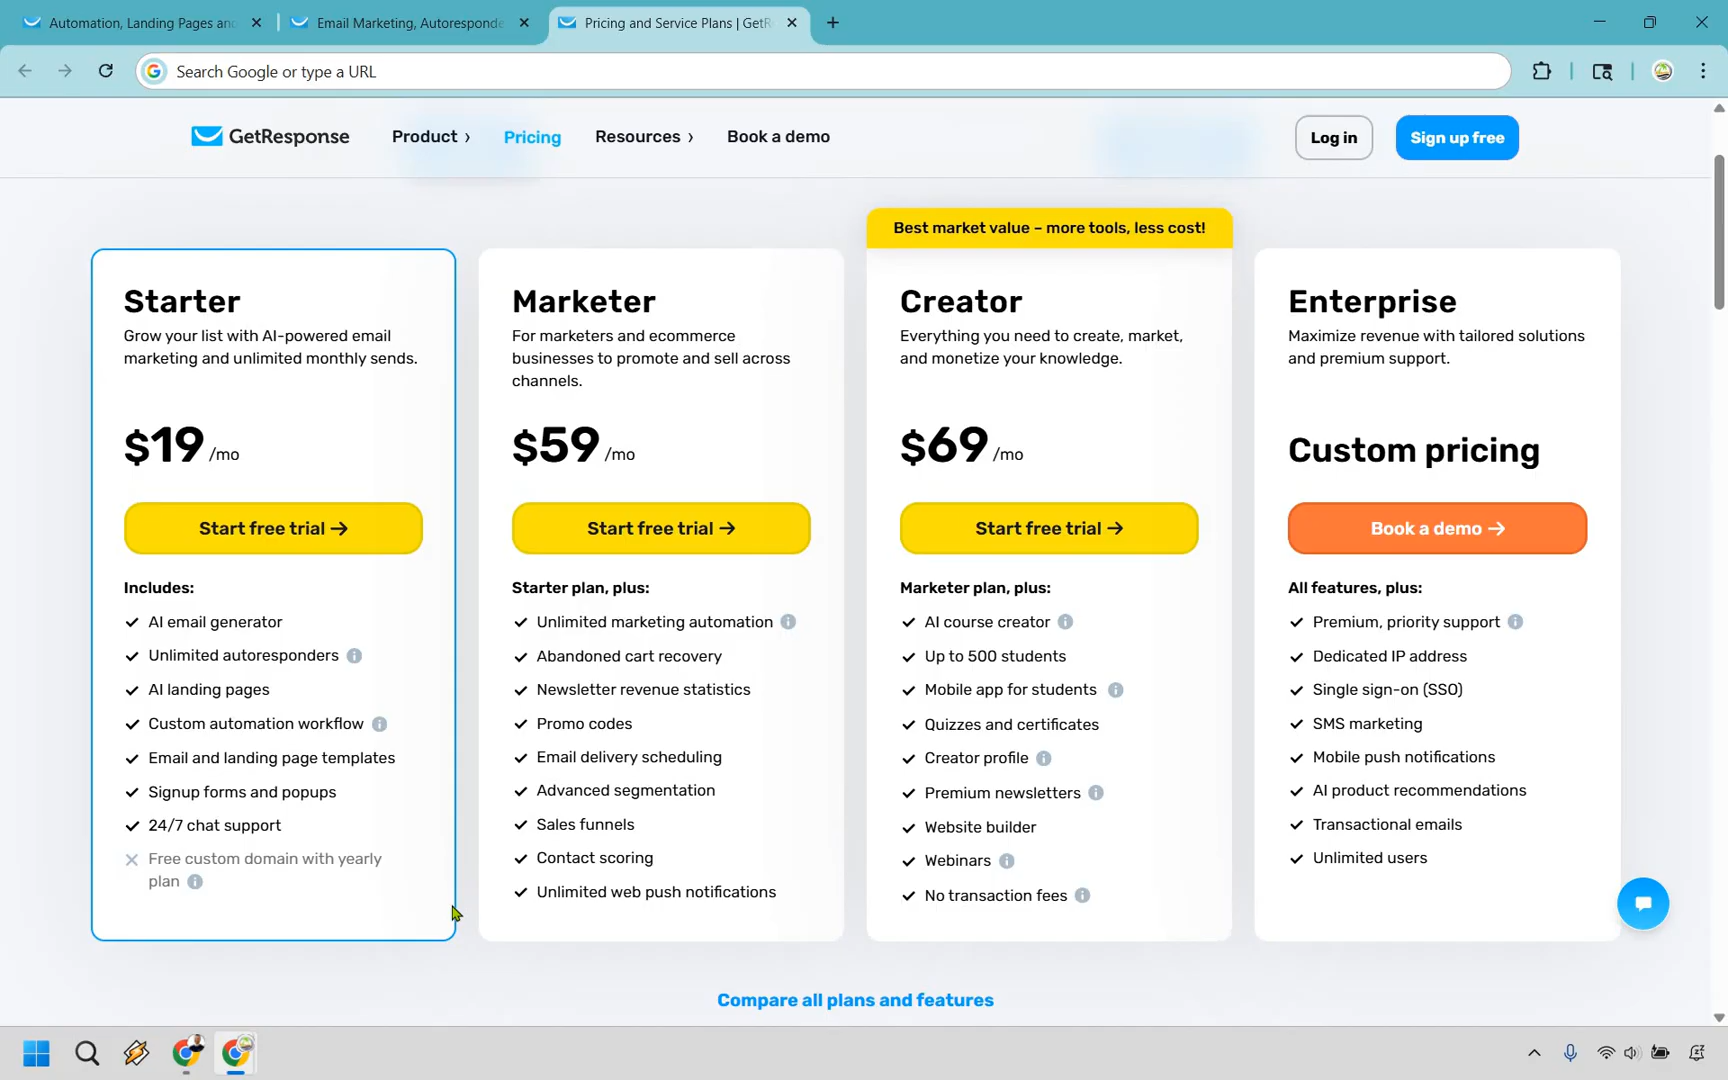 Automation, Landing Pages and
Email Marketing, Autoresponde
Pricing and Service Plans | GetR
Search Google or type a URL
GetResponse
Product ›
Pricing
Resources ›
Book a demo
Log in
Sign up free
Best market value – more tools, less cost!
Starter
Grow your list with AI-powered email
marketing and unlimited monthly sends.
$19 /mo
Start free trial →
Includes:
AI email generator
Unlimited autoresponders
AI landing pages
Custom automation workflow
Email and landing page templates
Signup forms and popups
24/7 chat support
Free custom domain with yearly
plan
Marketer
For marketers and ecommerce
businesses to promote and sell across
channels.
$59 /mo
Start free trial →
Starter plan, plus:
Unlimited marketing automation
Abandoned cart recovery
Newsletter revenue statistics
Promo codes
Email delivery scheduling
Advanced segmentation
Sales funnels
Contact scoring
Unlimited web push notifications
Creator
Everything you need to create, market,
and monetize your knowledge.
$69 /mo
Start free trial →
Marketer plan, plus:
AI course creator
Up to 500 students
Mobile app for students
Quizzes and certificates
Creator profile
Premium newsletters
Website builder
Webinars
No transaction fees
Enterprise
Maximize revenue with tailored solutions
and premium support.
Custom pricing
Book a demo →
All features, plus:
Premium, priority support
Dedicated IP address
Single sign-on (SSO)
SMS marketing
Mobile push notifications
AI product recommendations
Transactional emails
Unlimited users
Compare all plans and features